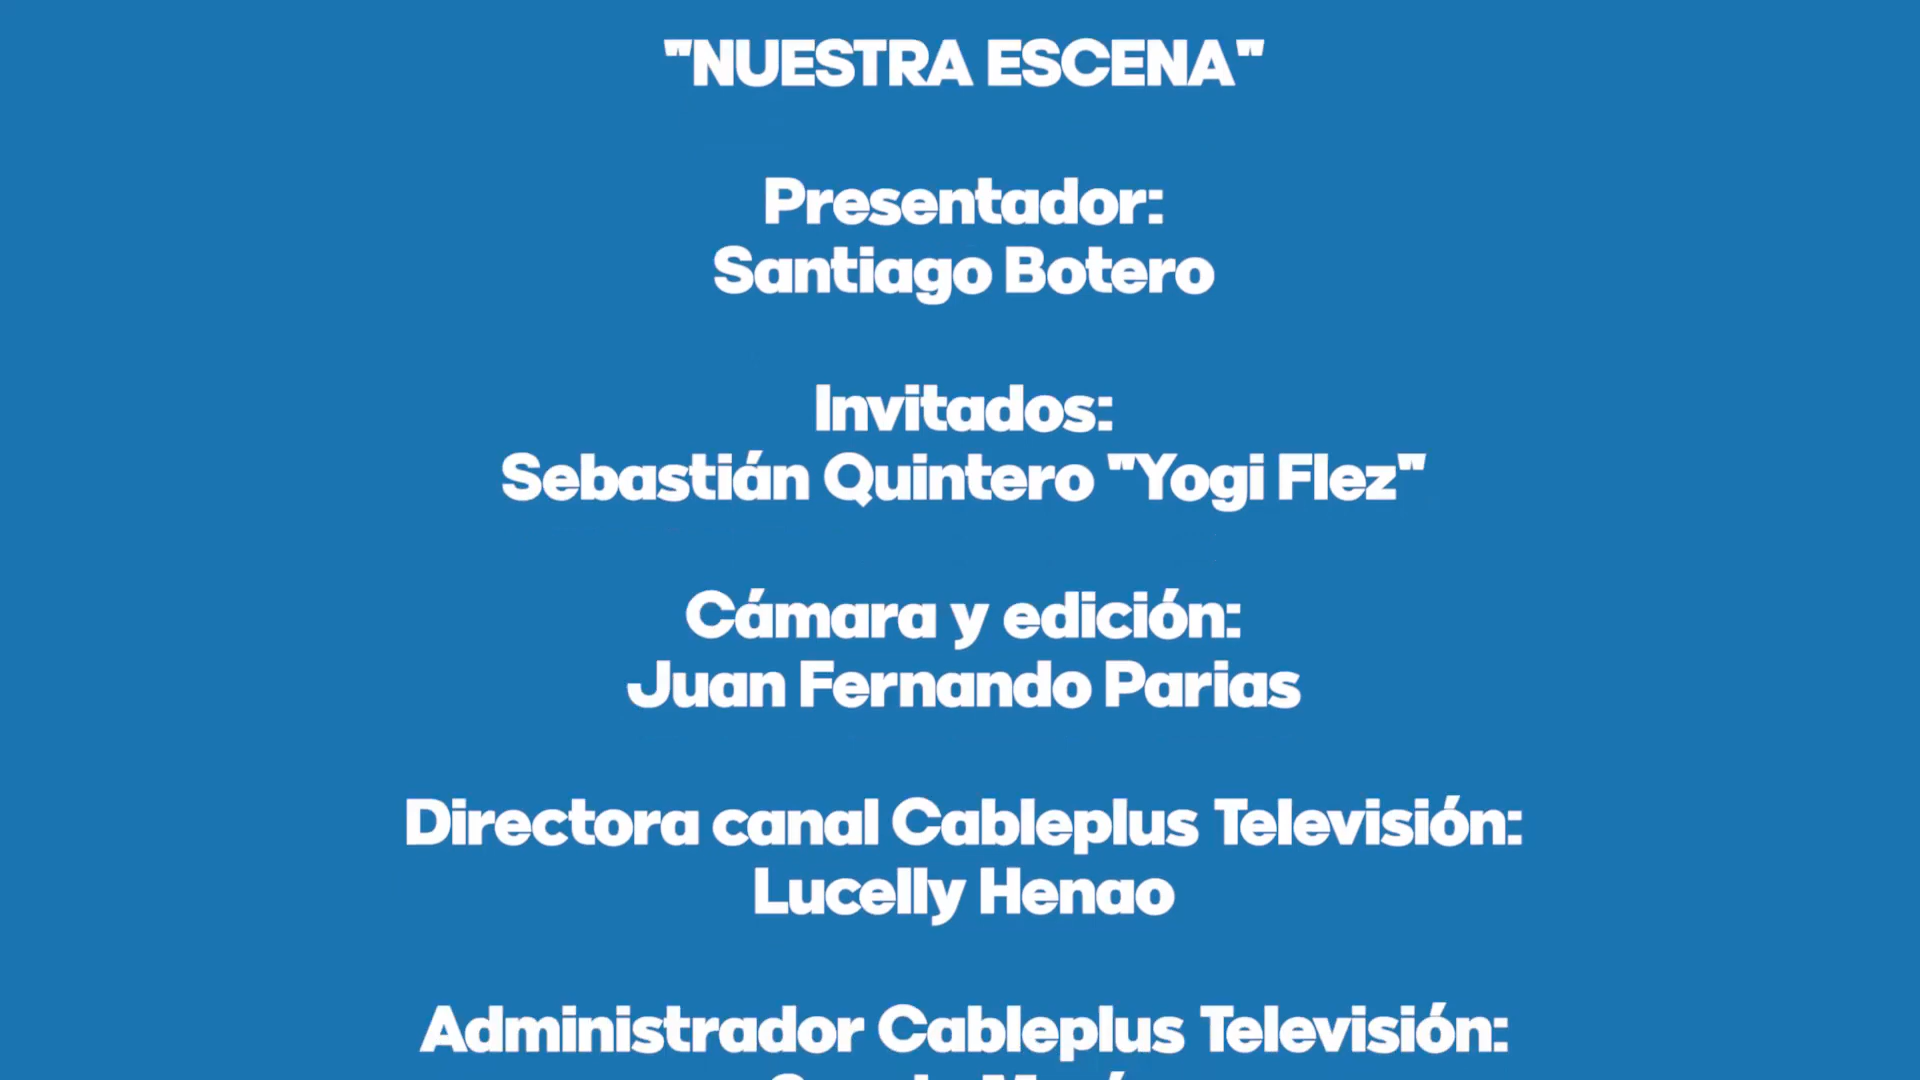 "NUESTRA ESCENA"
Presentador:
Santiago Botero
Invitados:
Sebastián Quintero "Yogi Flez"
Cámara y edición:
Juan Fernando Parias
Directora canal Cableplus Televisión:
Lucelly Henao
Administrador Cableplus Televisión: